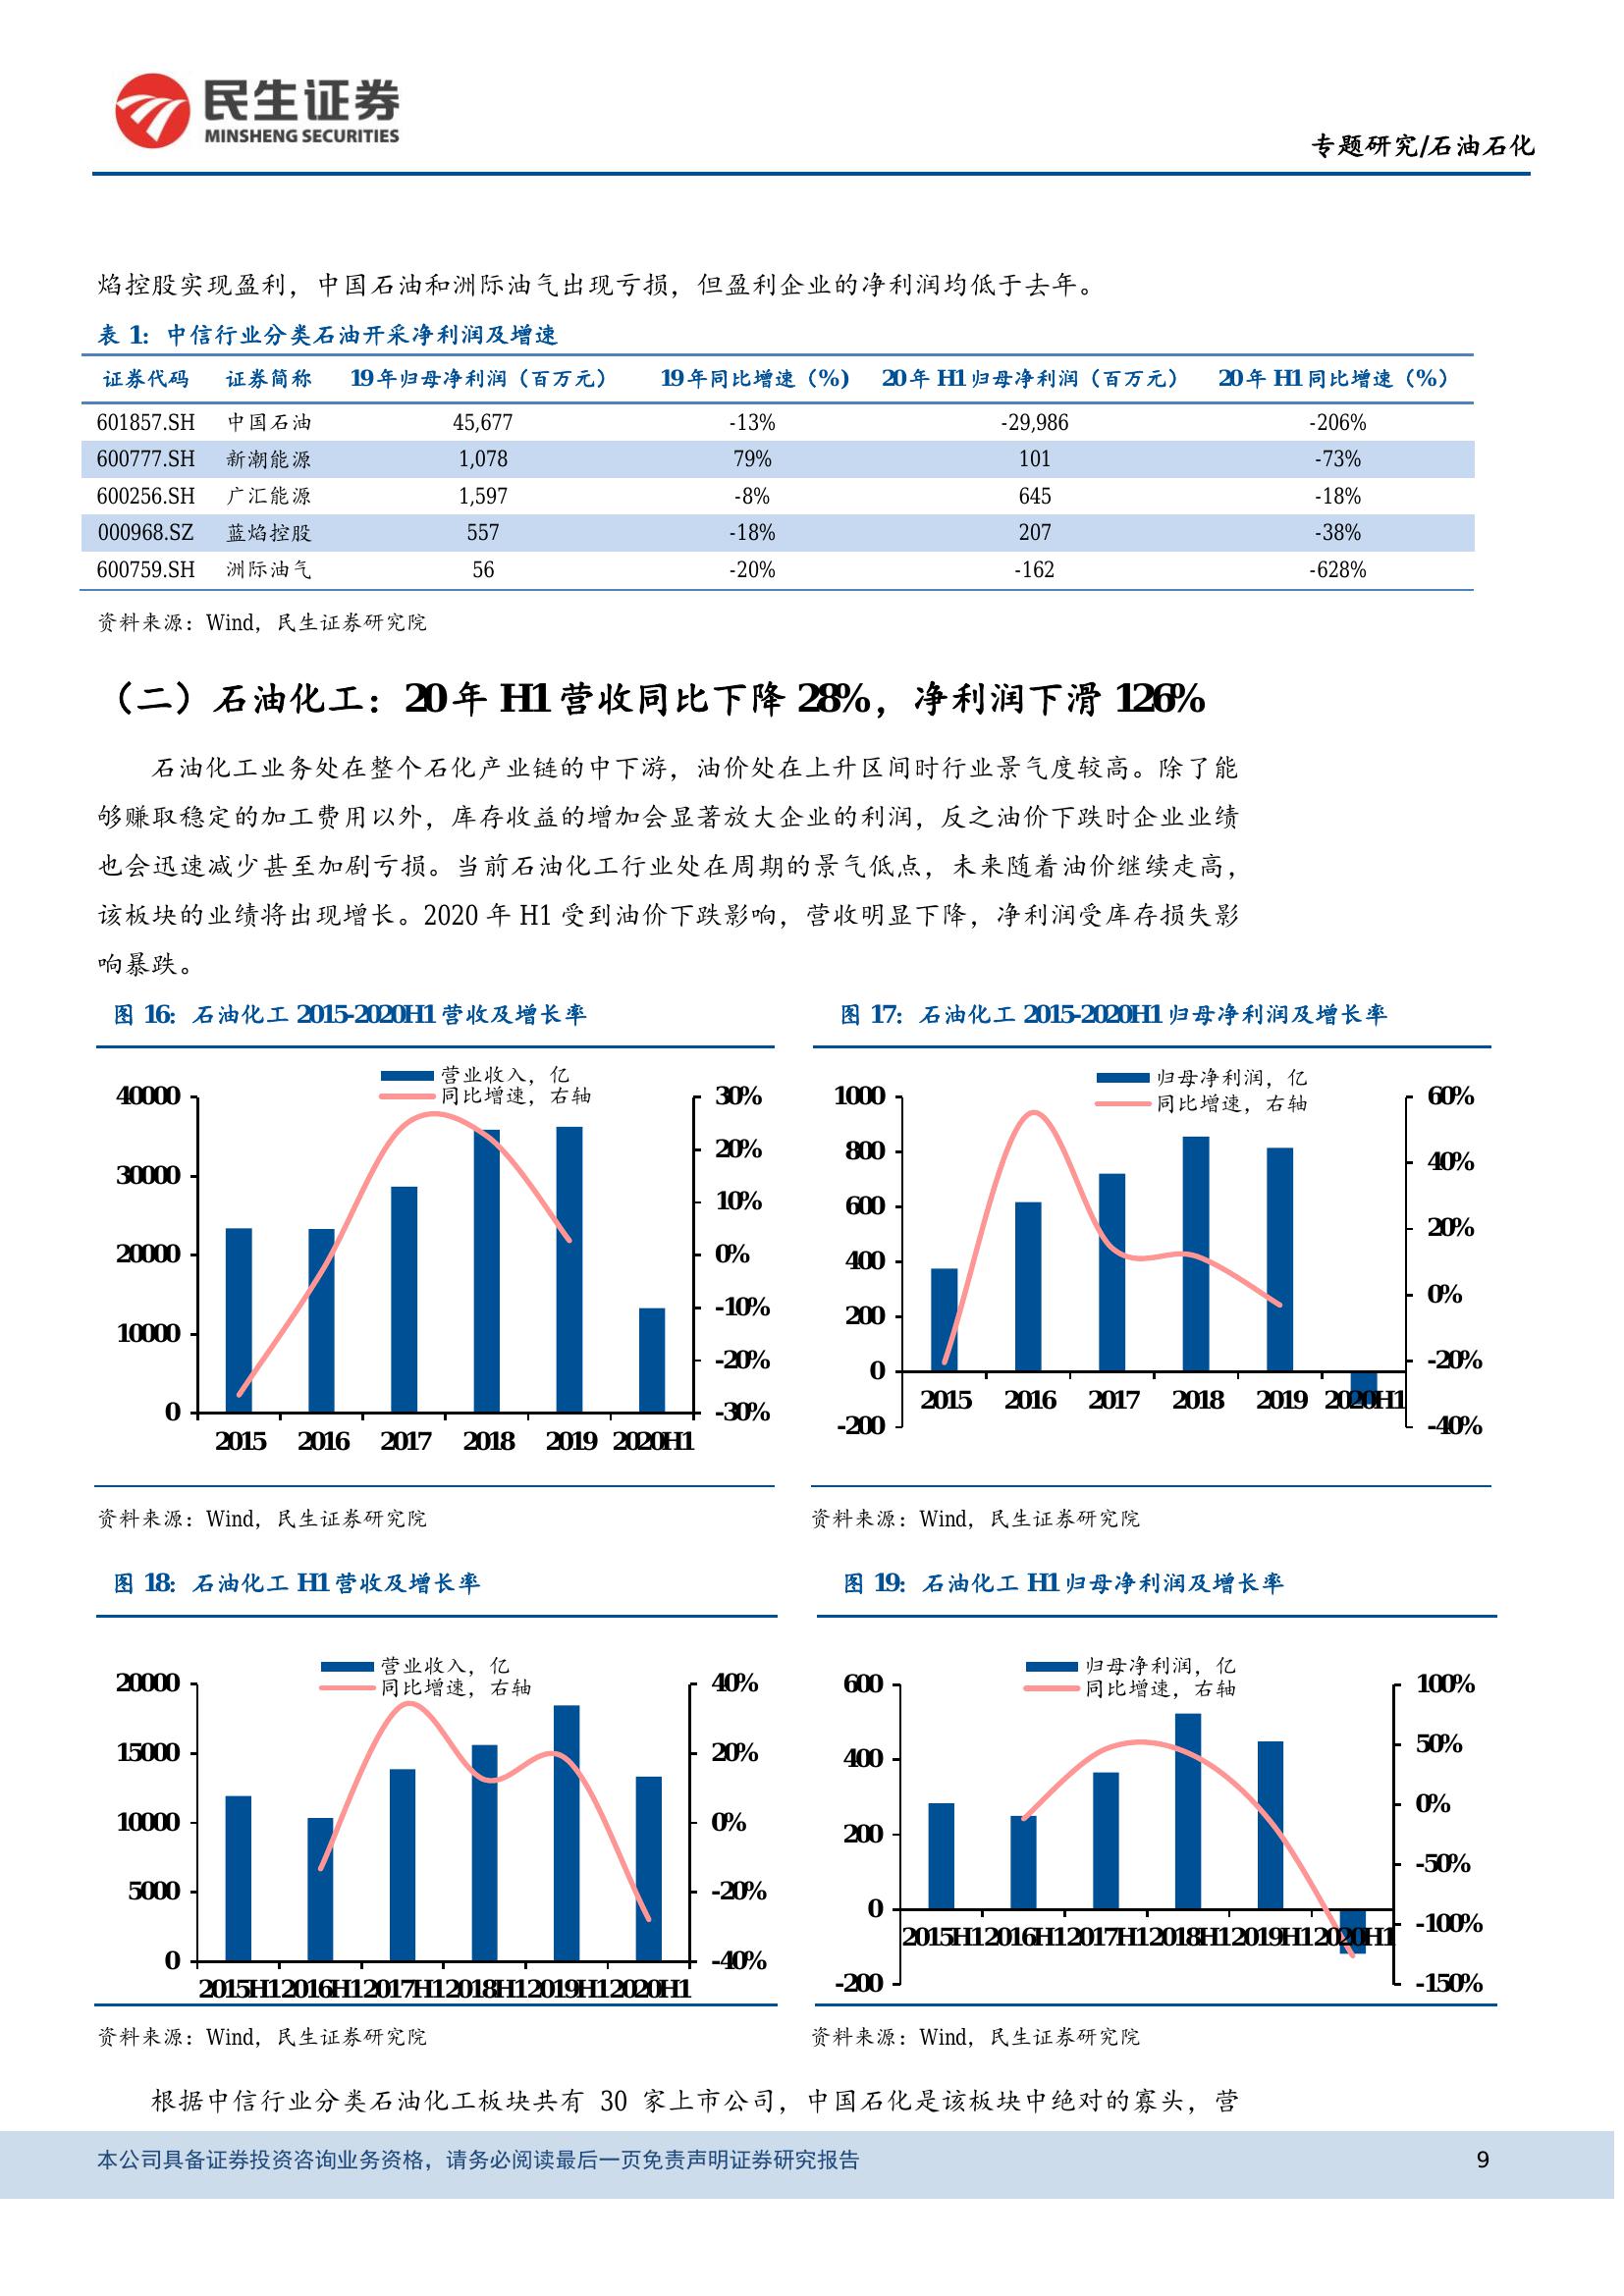 民生证券
MINSHENG SECURITIES
专题研究/石油石化
焰控股实现盈利，中国石油和洲际油气出现亏损，但盈利企业的净利润均低于去年。
表 1：中信行业分类石油开采净利润及增速
证券代码 证券简称 19年归母净利润（百万元） 19年同比增速（%） 20年 H1 归母净利润（百万元） 20年 H1 同比增速（%）
601857.SH 中国石油 45,677 -13% -29,986 -206%
600777.SH 新潮能源 1,078 79% 101 -73%
600256.SH 广汇能源 1,597 -8% 645 -18%
000968.SZ 蓝焰控股 557 -18% 207 -38%
600759.SH 洲际油气 56 -20% -162 -628%
资料来源：Wind，民生证券研究院
（二）石油化工：20年 H1 营收同比下降 28%，净利润下滑 126%
石油化工业务处在整个石化产业链的中下游，油价处在上升区间时行业景气度较高。除了能
够赚取稳定的加工费用以外，库存收益的增加会显著放大企业的利润，反之油价下跌时企业业绩
也会迅速减少甚至加剧亏损。当前石油化工行业处在周期的景气低点，未来随着油价继续走高，
该板块的业绩将出现增长。2020 年 H1 受到油价下跌影响，营收明显下降，净利润受库存损失影
响暴跌。
图 16：石油化工 2015-2020H1 营收及增长率
营业收入，亿
同比增速，右轴
40000
30000
20000
10000
0
30%
20%
10%
0%
-10%
-20%
-30%
2015 2016 2017 2018 2019 2020H1
资料来源：Wind，民生证券研究院
图 17：石油化工 2015-2020H1 归母净利润及增长率
归母净利润，亿
同比增速，右轴
1000
800
600
400
200
0
-200
60%
40%
20%
0%
-20%
-40%
2015 2016 2017 2018 2019 2020H1
资料来源：Wind，民生证券研究院
图 18：石油化工 H1 营收及增长率
营业收入，亿
同比增速，右轴
20000
15000
10000
5000
0
40%
20%
0%
-20%
-40%
2015H1 2016H1 2017H1 2018H1 2019H1 2020H1
资料来源：Wind，民生证券研究院
图 19：石油化工 H1 归母净利润及增长率
归母净利润，亿
同比增速，右轴
600
400
200
0
-200
100%
50%
0%
-50%
-100%
-150%
2015H1 2016H1 2017H1 2018H1 2019H1 2020H1
资料来源：Wind，民生证券研究院
根据中信行业分类石油化工板块共有 30 家上市公司，中国石化是该板块中绝对的寡头，营
本公司具备证券投资咨询业务资格，请务必阅读最后一页免责声明证券研究报告 9